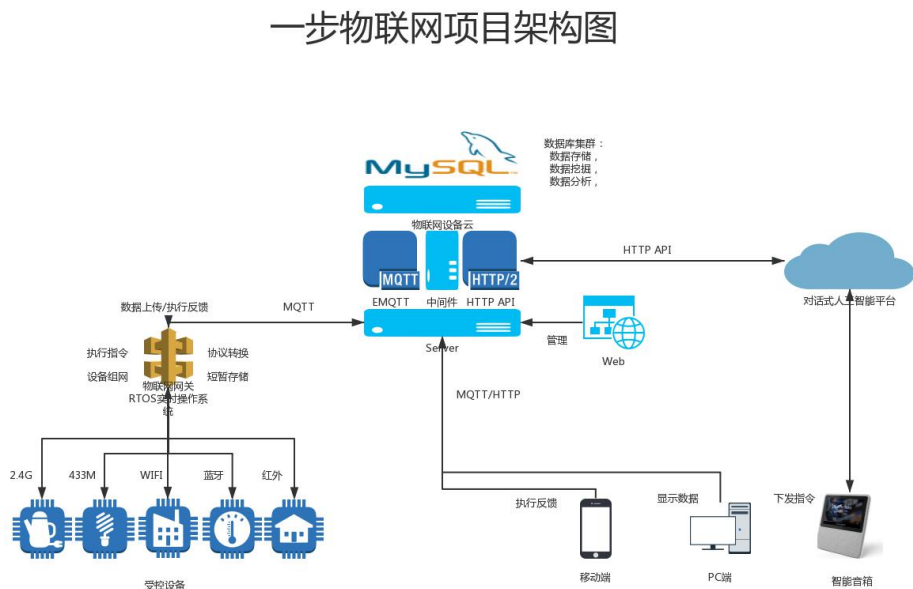 一步物联网项目架构图
MySQL
TM
数据库集群：
数据存储，
数据挖掘，
数据分析，
物联网设备云
MQTT
HTTP/2
EMQTT
中间件
HTTP API
Server
HTTP API
对话式人工智能平台
管理
Web
数据上传/执行反馈
MQTT
执行指令
协议转换
设备组网
短暂存储
物联网网关
RTOS实时操作系
统
MQTT/HTTP
2.4G
433M
WIFI
蓝牙
红外
执行反馈
显示数据
下发指令
受控设备
移动端
PC端
智能音箱